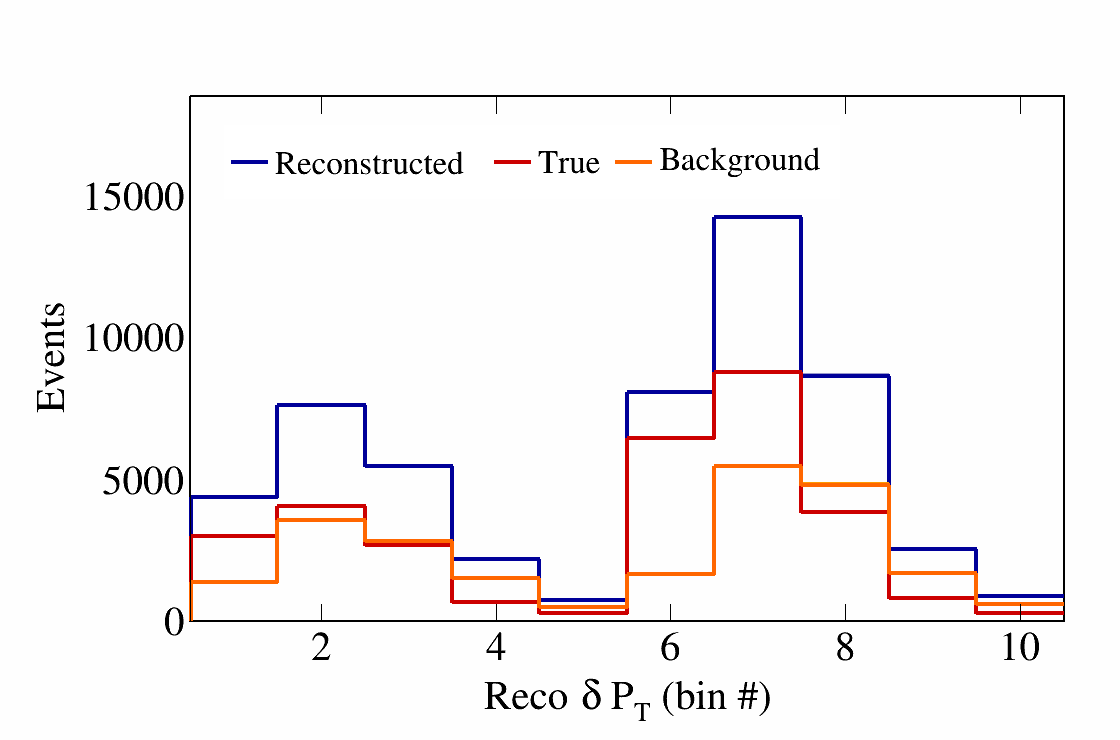 Reconstructed True Background
15000
10000
5000
0
Events
2 4 6 8 10
Reco δ P_T (bin #)